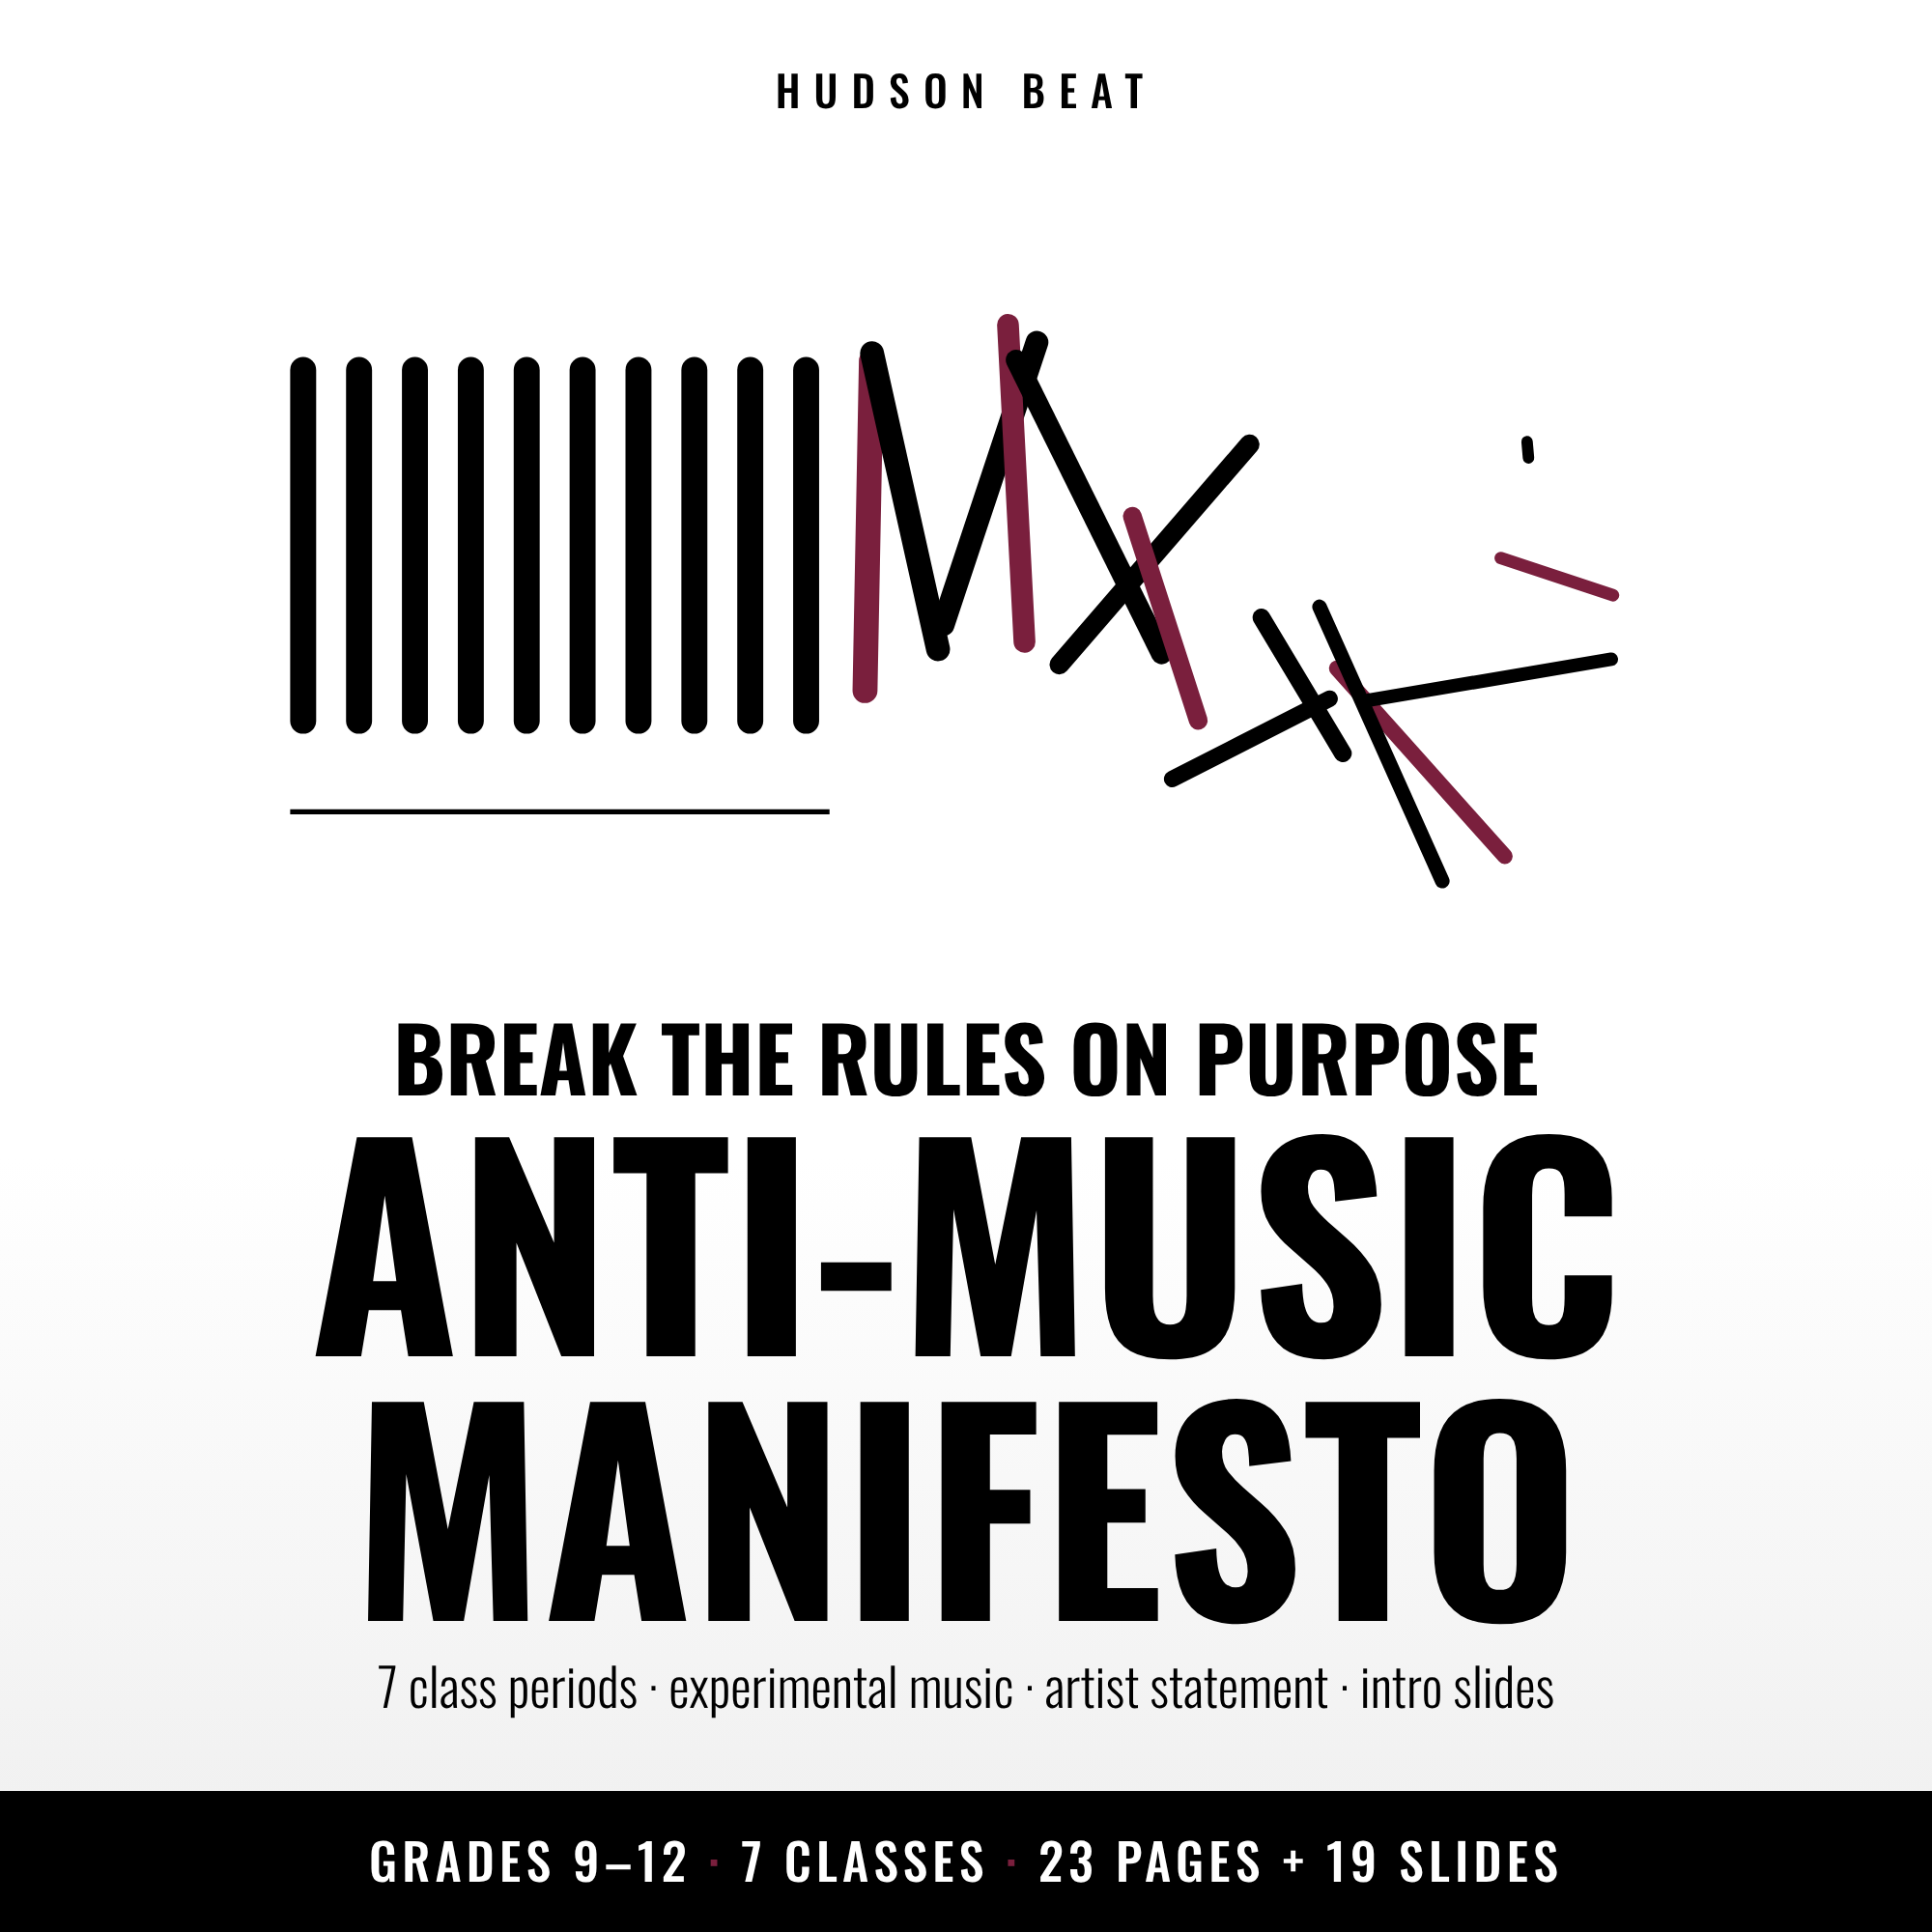 HUDSON BEAT
BREAK THE RULES ON PURPOSE
ANTI-MUSIC
MANIFESTO
7 class periods · experimental music · artist statement · intro slides
GRADES 9–12 · 7 CLASSES · 23 PAGES + 19 SLIDES